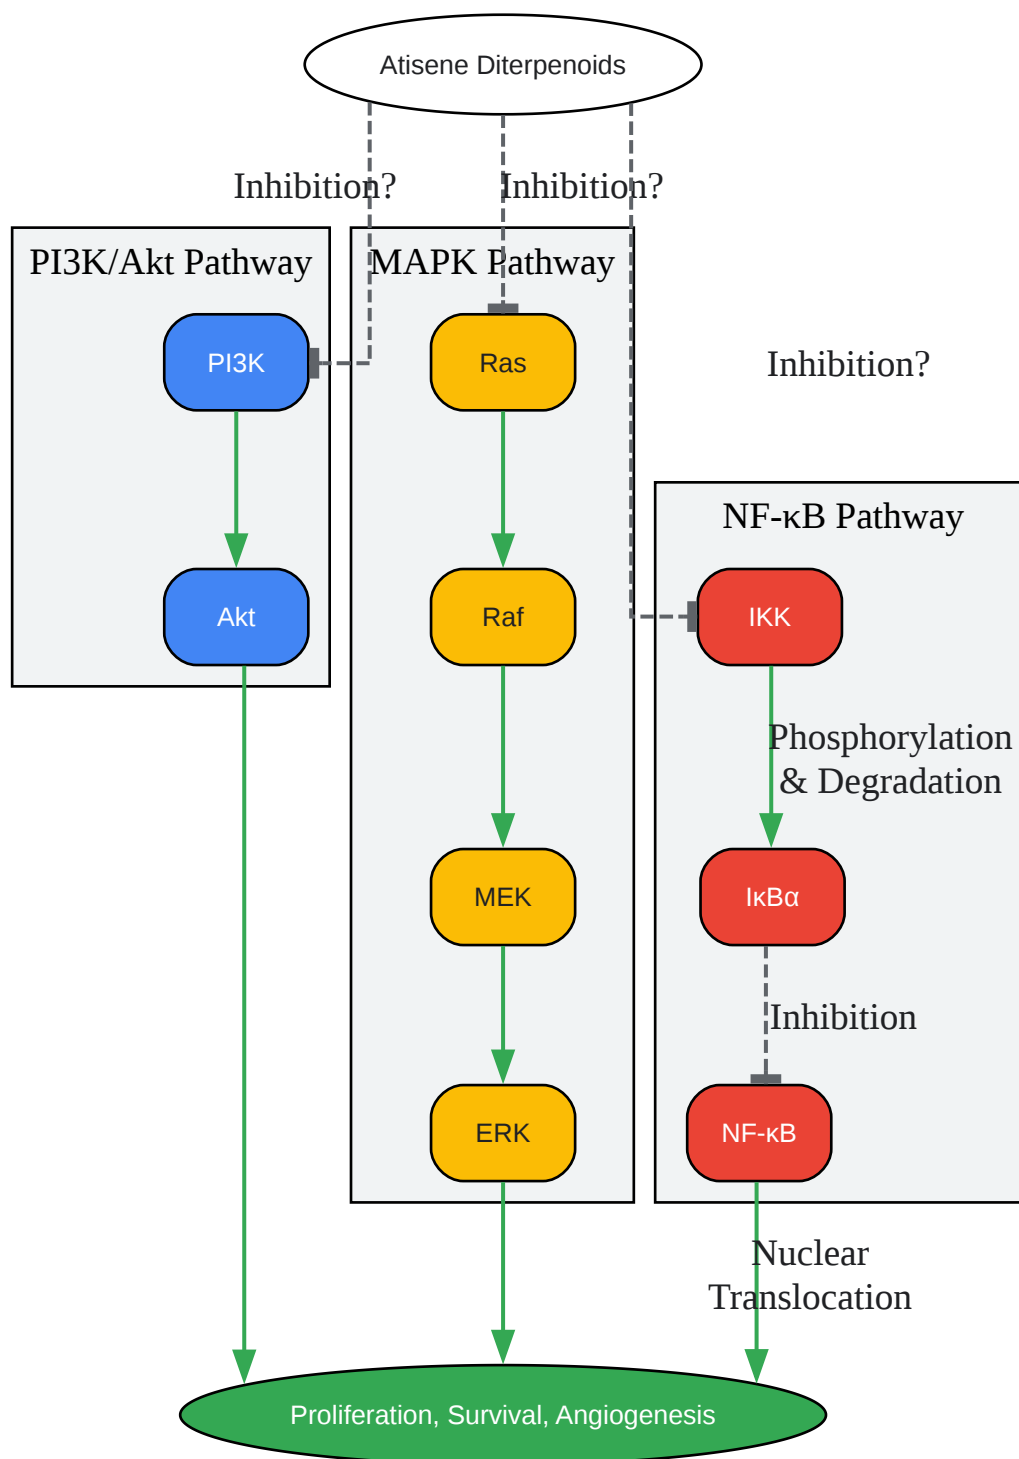 Atisene Diterpenoids
Inhibition?
Inhibition?
PI3K/Akt Pathway
MAPK Pathway
PI3K
Ras
Inhibition?
NF-κB Pathway
Akt
Raf
IKK
Phosphorylation
& Degradation
MEK
IκBα
Inhibition
ERK
NF-κB
Nuclear
Translocation
Proliferation, Survival, Angiogenesis